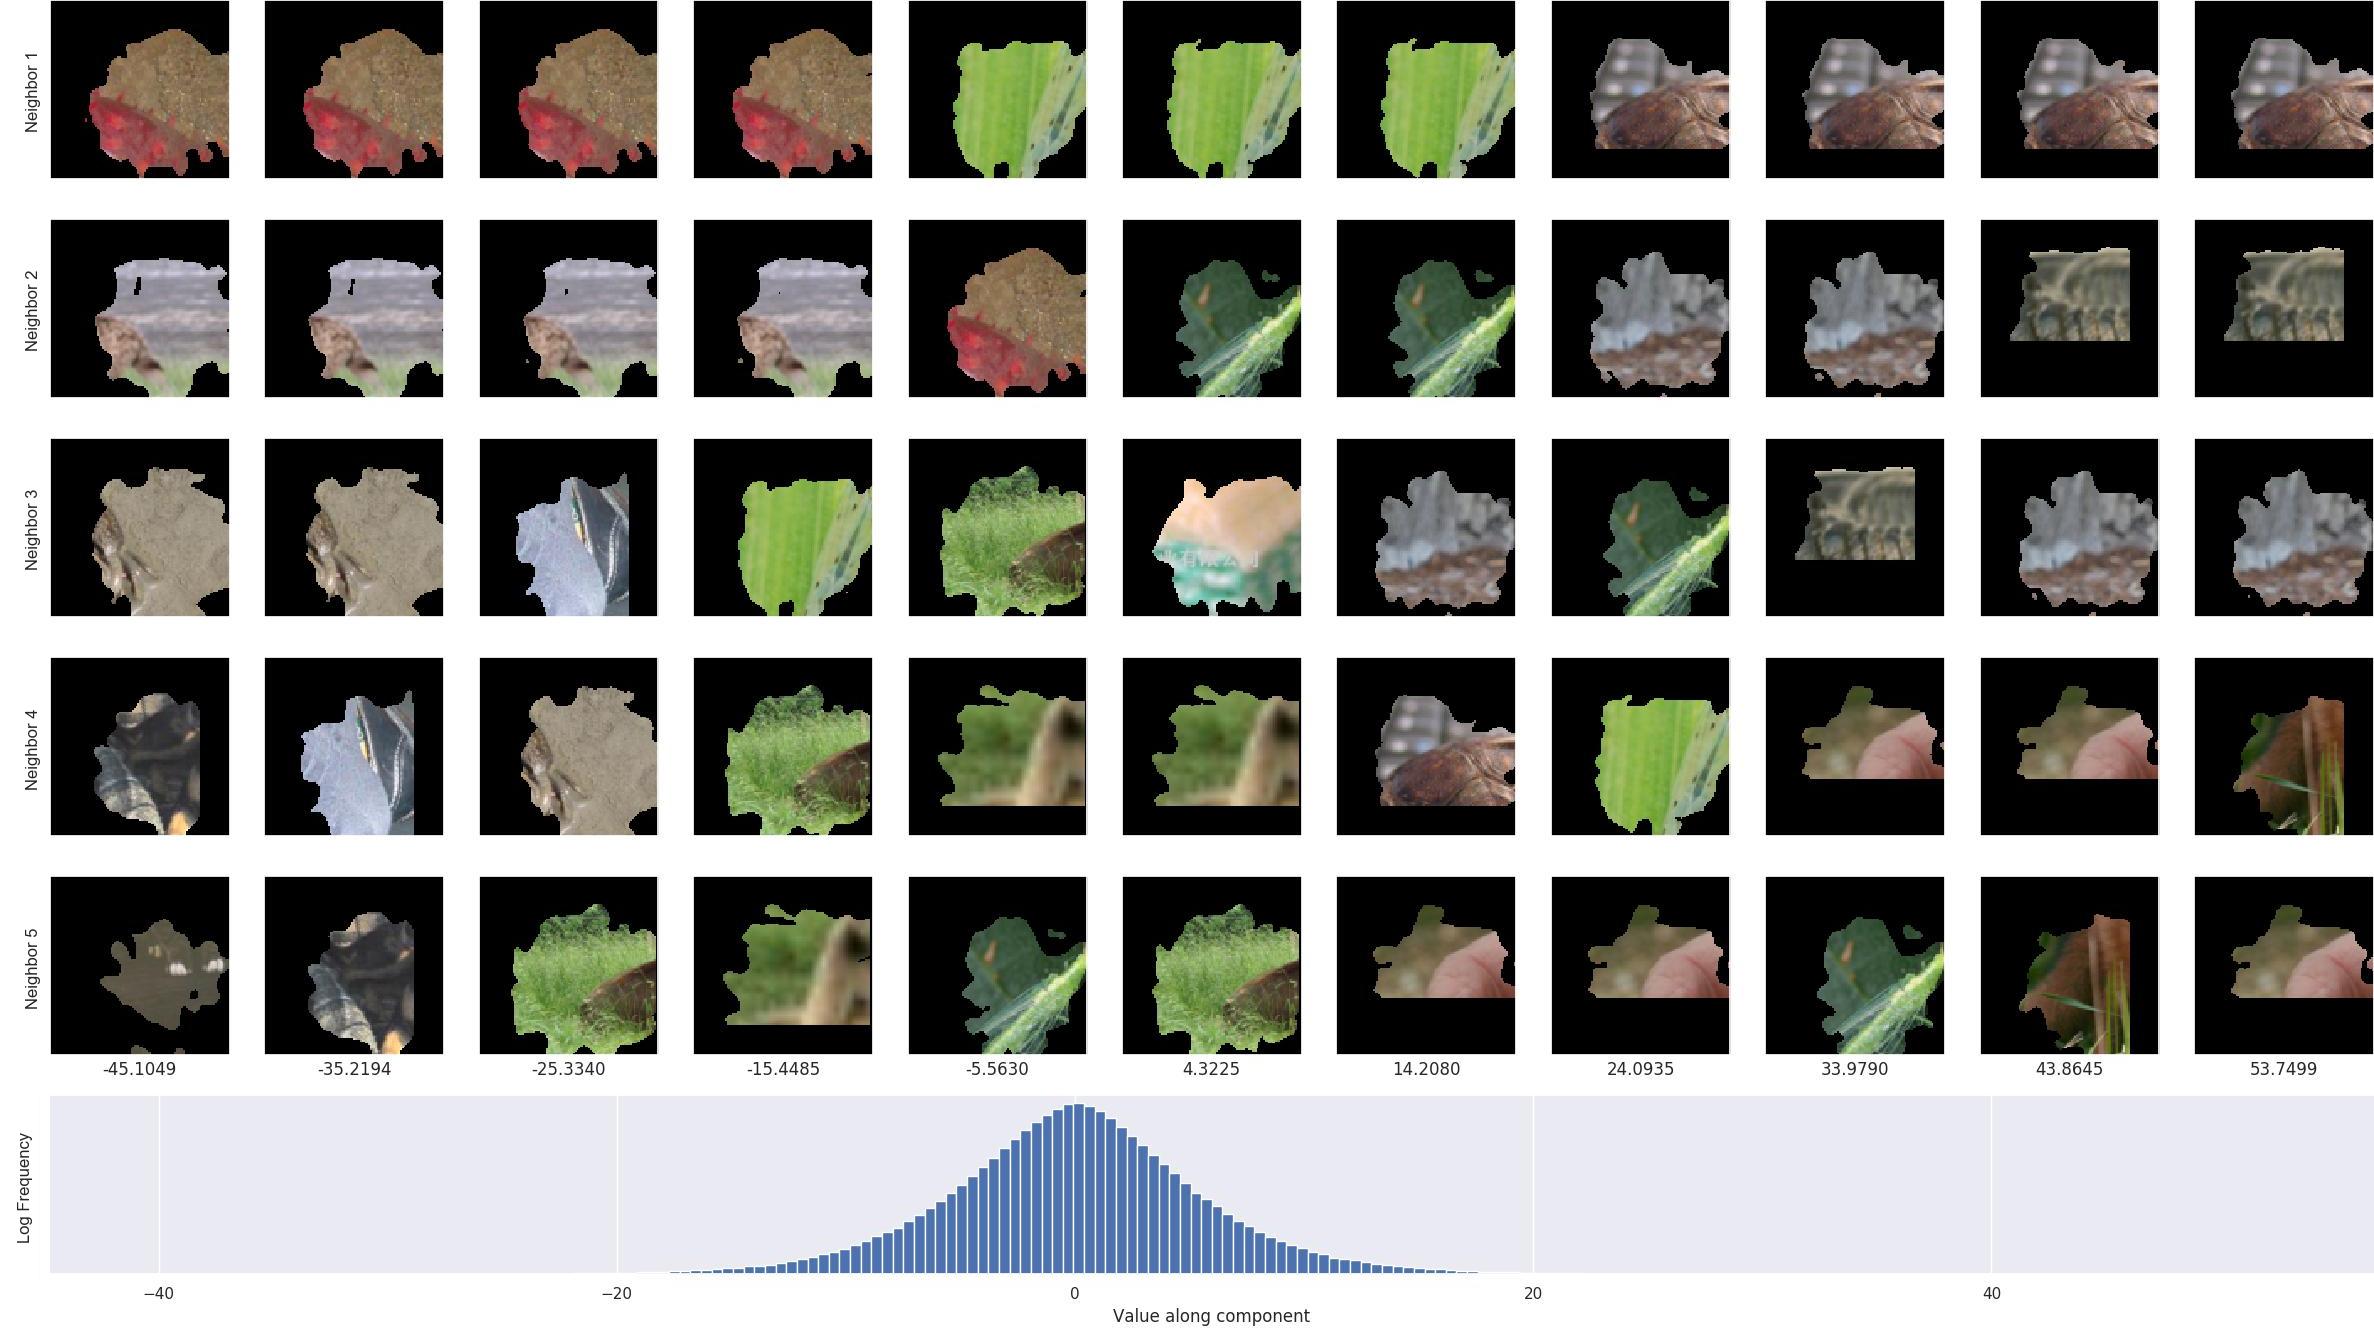 Neighbor 1
Neighbor 2
Neighbor 3
Neighbor 4
Neighbor 5
-45.1049 -35.2194 -25.3340 -15.4485 -5.5630 4.3225 14.2080 24.0935 33.9790 43.8645 53.7499
Log Frequency
−40 −20 0 20 40
Value along component